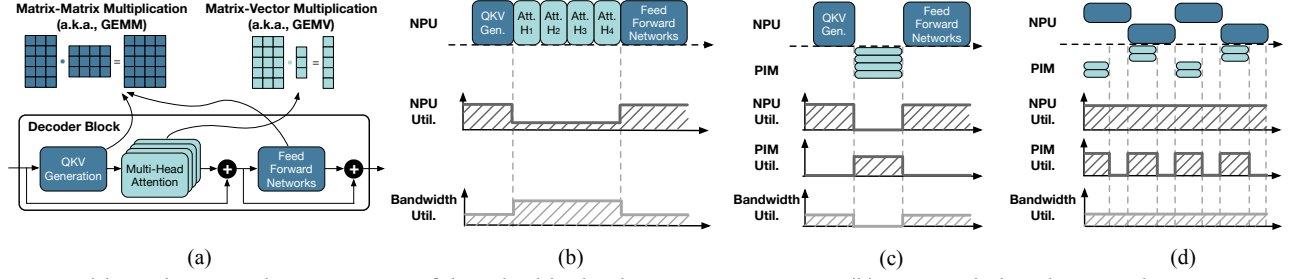 Matrix-Matrix Multiplication
(a.k.a., GEMM)
Matrix-Vector Multiplication
(a.k.a., GEMV)
Decoder Block
QKV
Generation
Multi-Head
Attention
+
Feed
Forward
Networks
+
(a)
NPU
QKV
Gen.
Att.
H1
Att.
H2
Att.
H3
Att.
H4
Feed
Forward
Networks
NPU
Util.
Bandwidth
Util.
(b)
NPU
QKV
Gen.
Feed
Forward
Networks
PIM
NPU
Util.
PIM
Util.
Bandwidth
Util.
(c)
NPU
PIM
NPU
Util.
PIM
Util.
Bandwidth
Util.
(d)